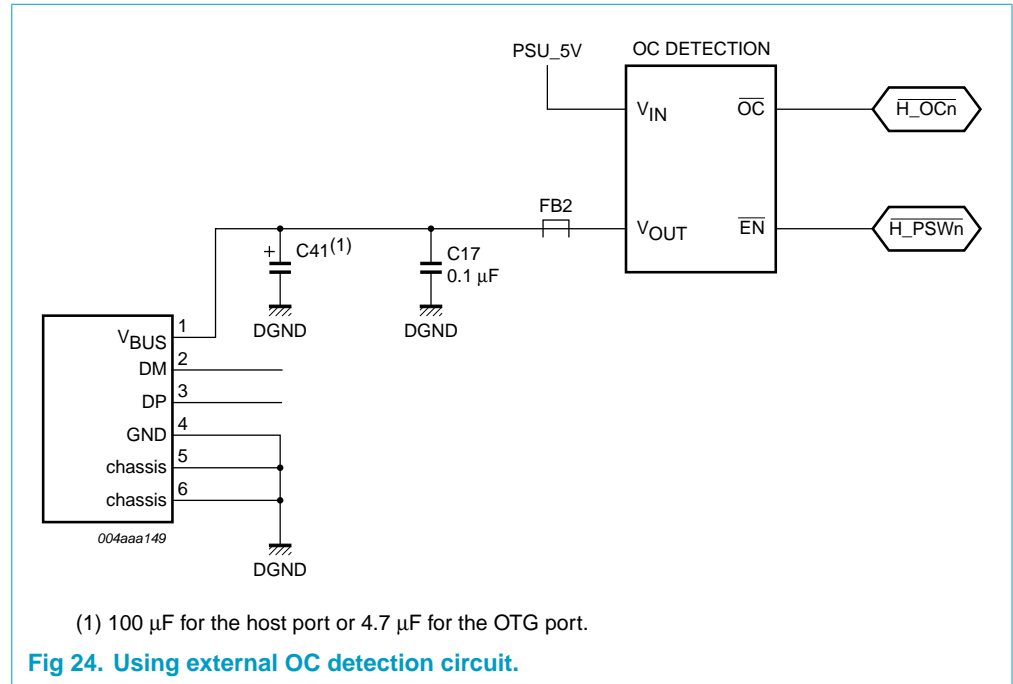 PSU_5V
OC DETECTION
VIN
OC
H_OCn
FB2
VOUT
EN
H_PSWn
+
C41(1)
C17
0.1 μF
DGND
DGND
VBUS
1
DM
2
DP
3
GND
4
chassis
5
chassis
6
004aaa149
DGND
(1) 100 μF for the host port or 4.7 μF for the OTG port.
Fig 24. Using external OC detection circuit.